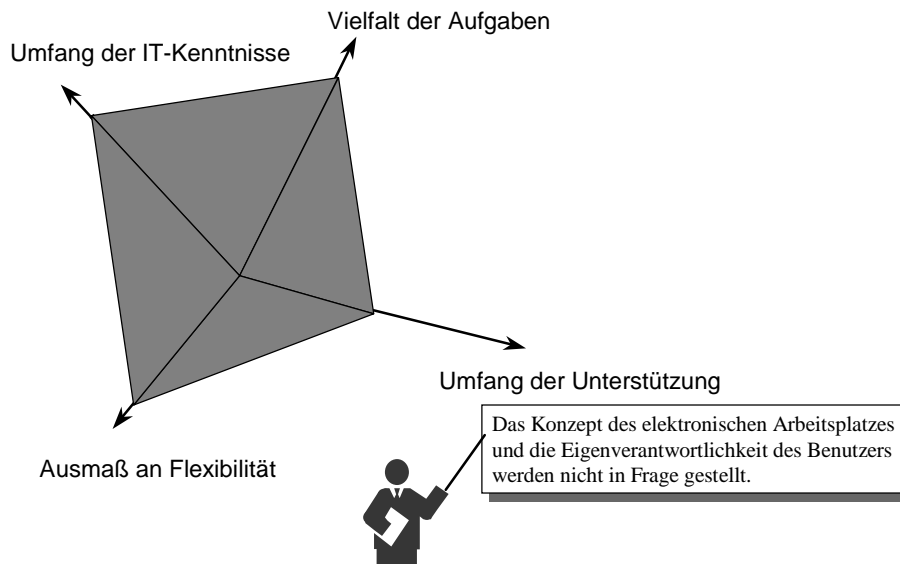 Vielfalt der Aufgaben
Umfang der IT-Kenntnisse
Umfang der Unterstützung
Das Konzept des elektronischen Arbeitsplatzes
und die Eigenverantwortlichkeit des Benutzers
werden nicht in Frage gestellt.
Ausmaß an Flexibilität